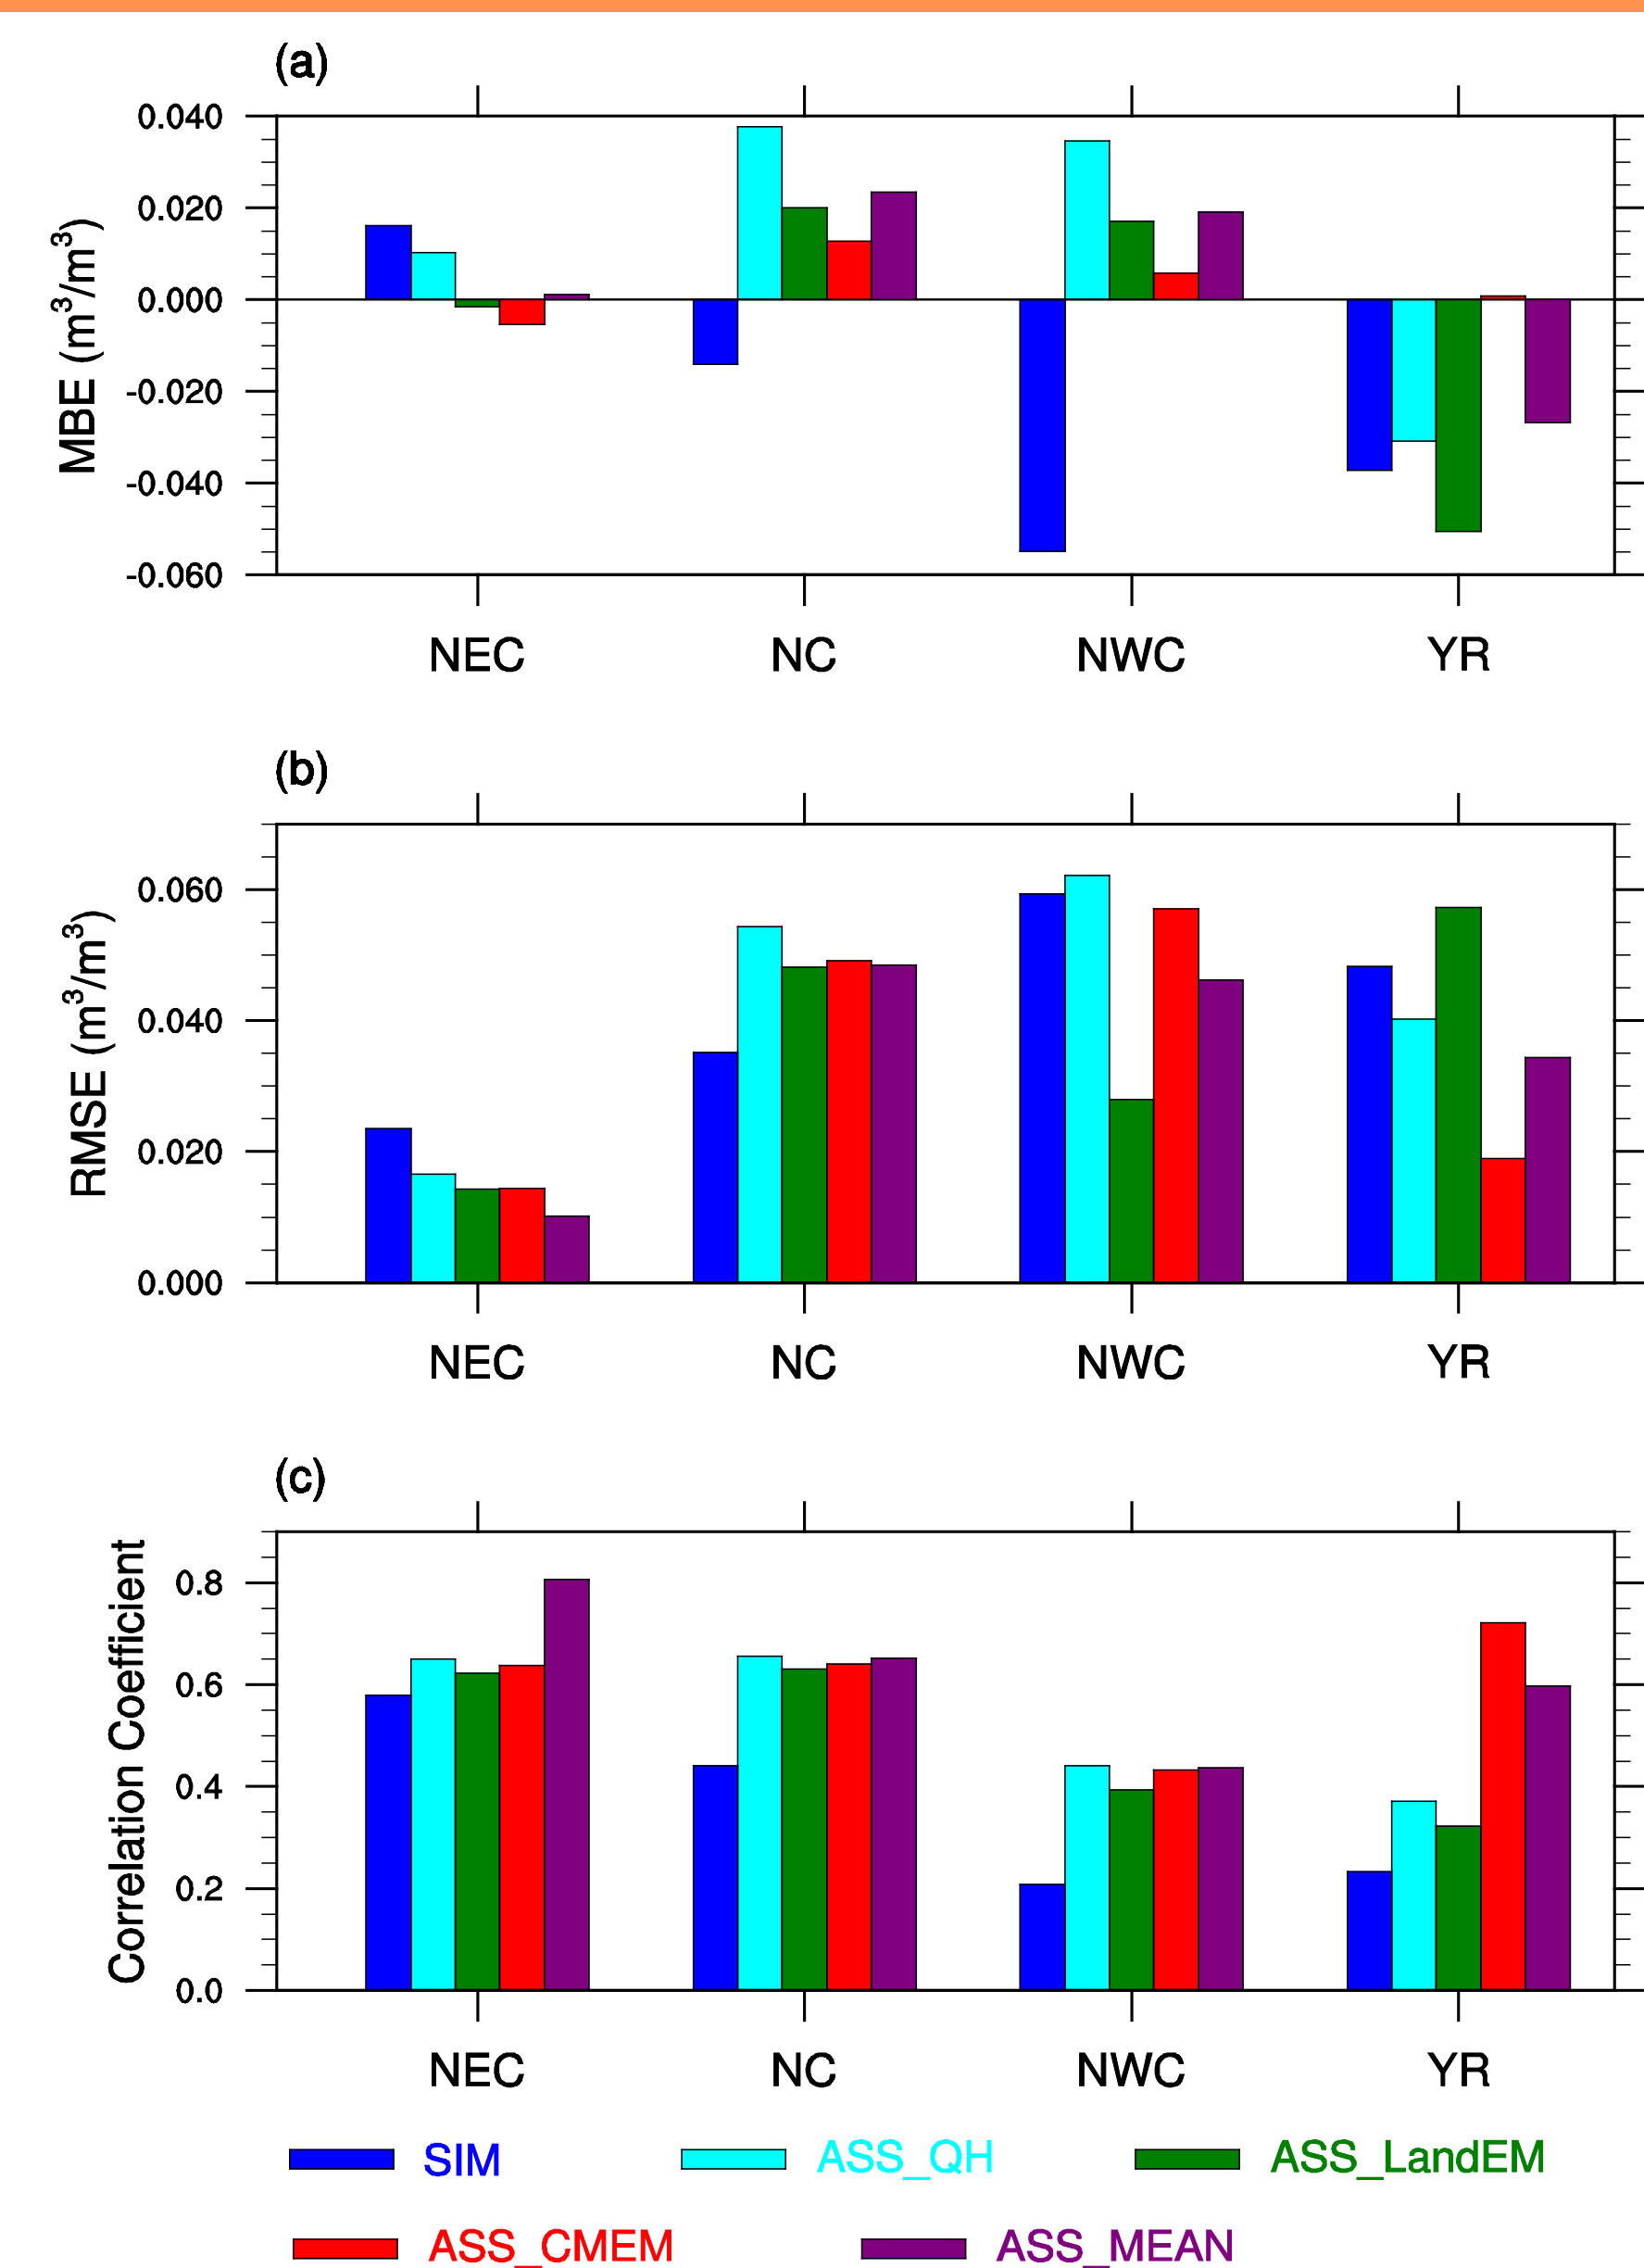 (a)
MBE (m³/m³)
0.040
0.020
0.000
-0.020
-0.040
-0.060
NEC NC NWC YR
(b)
RMSE (m³/m³)
0.060
0.040
0.020
0.000
NEC NC NWC YR
(c)
Correlation Coefficient
0.8
0.6
0.4
0.2
0.0
NEC NC NWC YR
SIM ASS_QH ASS_LandEM
ASS_CMEM ASS_MEAN